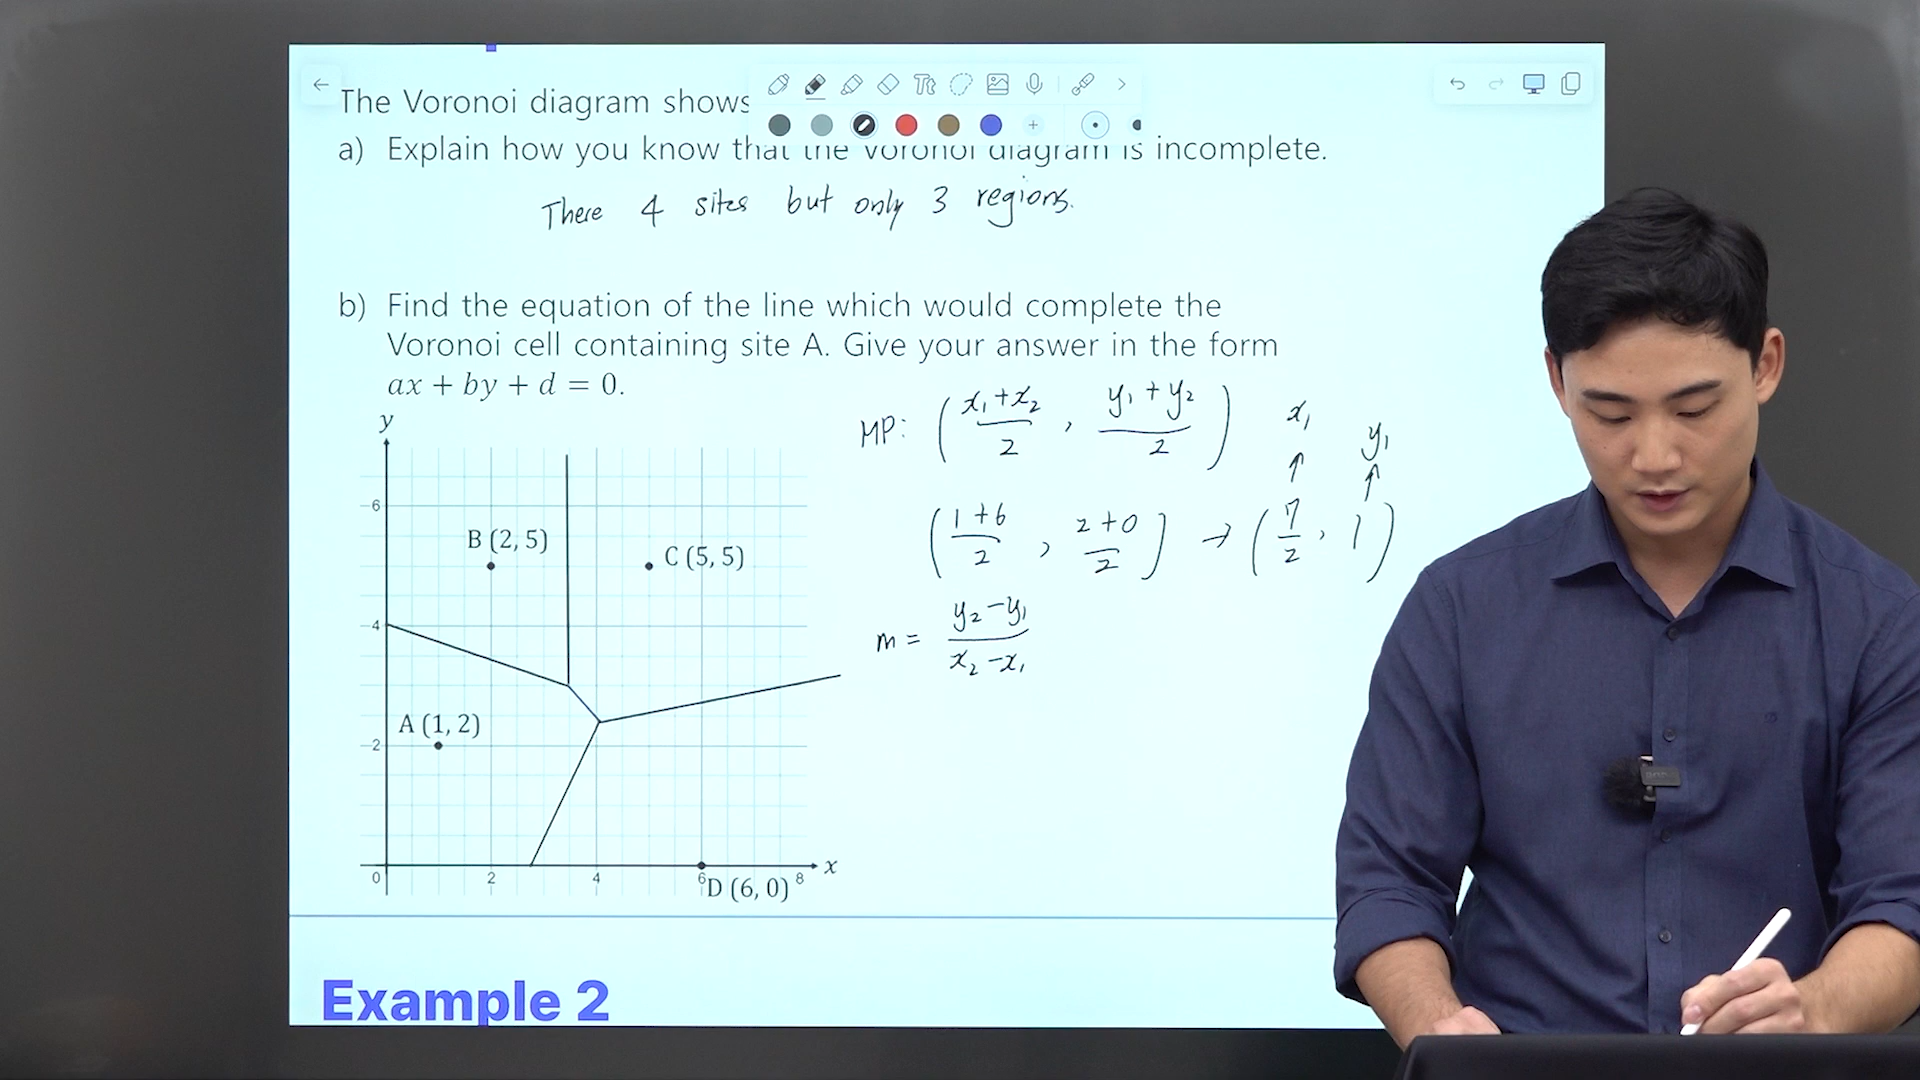 The Voronoi diagram shows
a) Explain how you know that the Voronoi diagram is incomplete.
There 4 sites but only 3 regions.
b) Find the equation of the line which would complete the
Voronoi cell containing site A. Give your answer in the form
ax + by + d = 0.
MP: ( (x₁+x₂)/2 , (y₁+y₂)/2 )
x₁ y₁
↑ ↑
( (1+6)/2 , (2+0)/2 ) → ( 7/2 , 1 )
m = (y₂-y₁)/(x₂-x₁)
y
6
B (2, 5)
C (5, 5)
4
A (1, 2)
2
0 2 4 6 8 x
D (6, 0)
Example 2
Tt